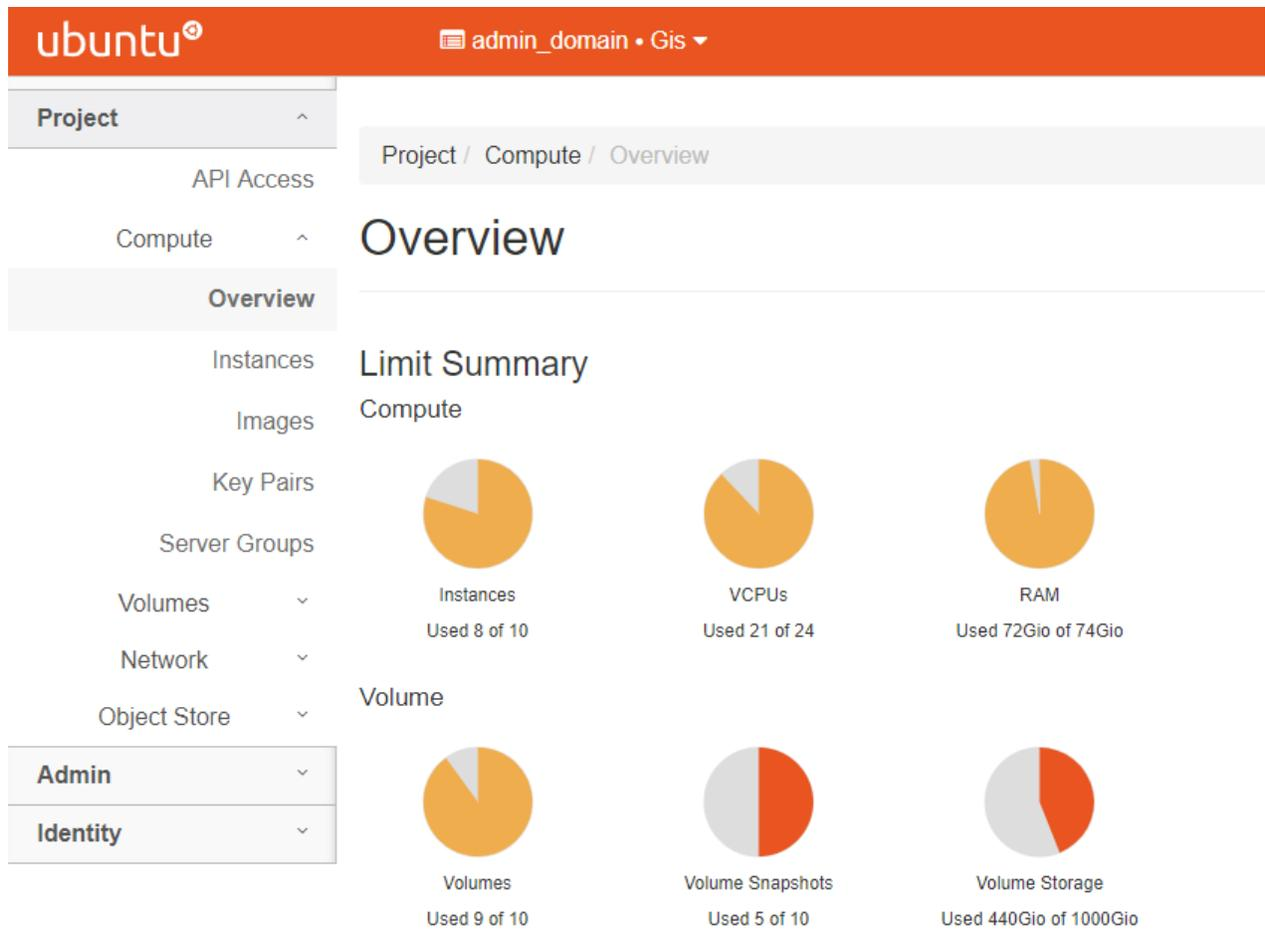 ubuntu
admin_domain • Gis
Project
API Access
Compute
Overview
Instances
Images
Key Pairs
Server Groups
Volumes
Network
Object Store
Admin
Identity
Project / Compute / Overview
Overview
Limit Summary
Compute
Instances
Used 8 of 10
VCPUs
Used 21 of 24
RAM
Used 72Gio of 74Gio
Volume
Volumes
Used 9 of 10
Volume Snapshots
Used 5 of 10
Volume Storage
Used 440Gio of 1000Gio